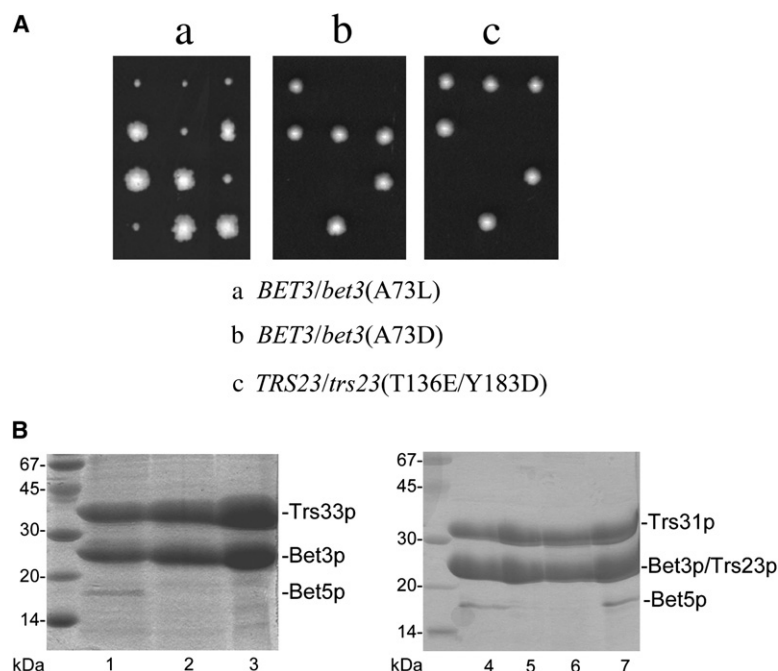 A
a b c
a BET3/bet3(A73L)
b BET3/bet3(A73D)
c TRS23/trs23(T136E/Y183D)
B
67-
45-
30-
20-
14-
kDa
-Trs33p
-Bet3p
-Bet5p
1 2 3
67-
45-
30-
20-
14-
kDa
-Trs31p
-Bet3p/Trs23p
-Bet5p
4 5 6 7